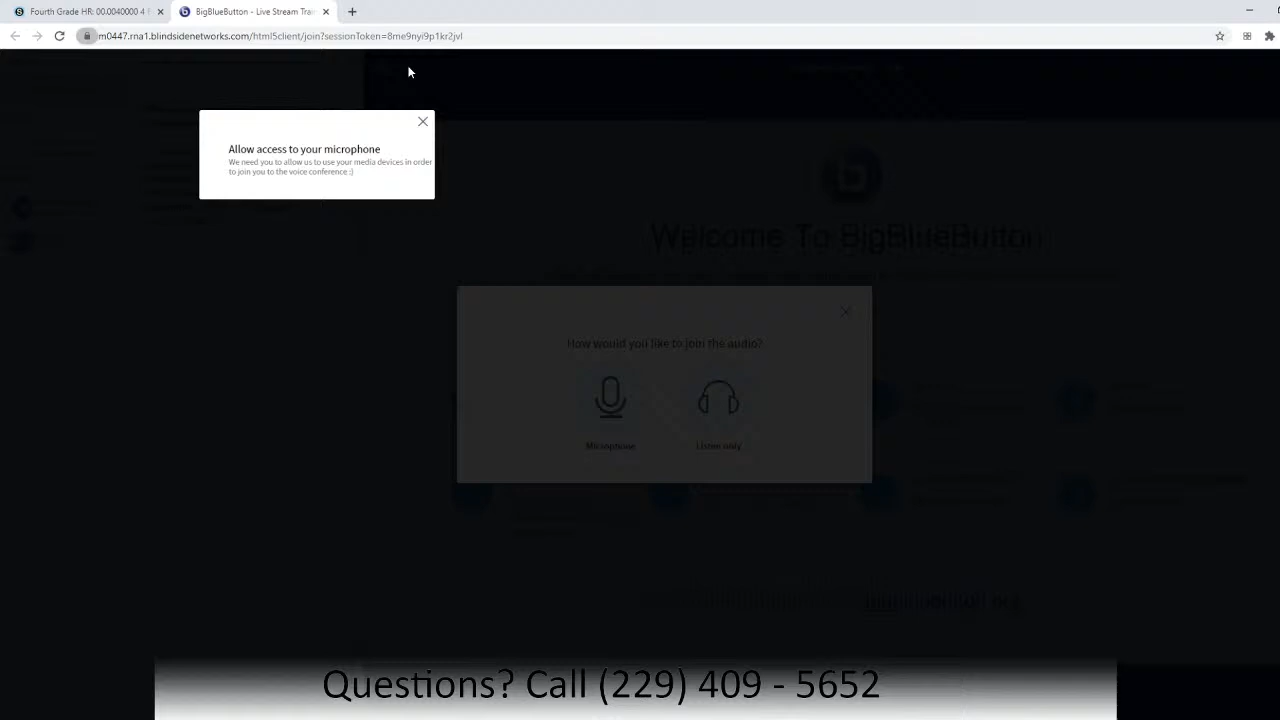 Fourth Grade HR: 00.0040000 4 F
BigBlueButton - Live Stream Trai
m0447.rna1.blindsidenetworks.com/html5client/join?sessionToken=8me9nyi9p1kr2jvl
Allow access to your microphone
We need you to allow us to use your media devices in order
to join you to the voice conference :)
Welcome To BigBlueButton
How would you like to join the audio?
Microphone
Listen only
Questions? Call (229) 409 - 5652